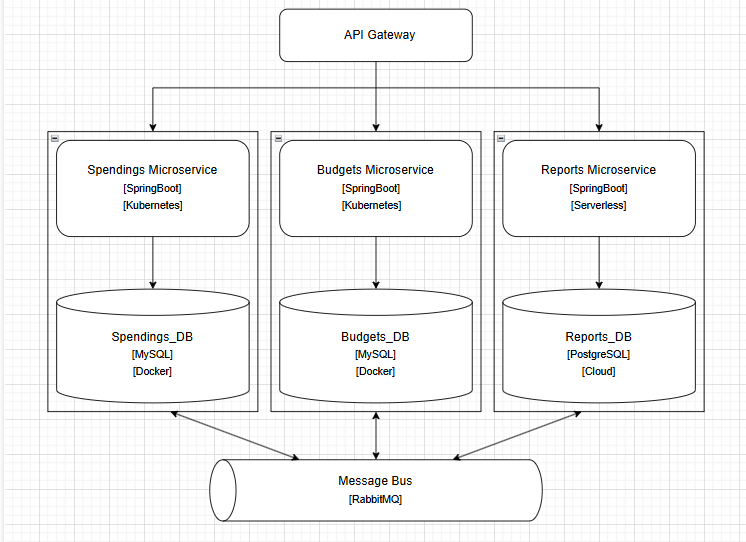 API Gateway
Spendings Microservice
[SpringBoot]
[Kubernetes]
Budgets Microservice
[SpringBoot]
[Kubernetes]
Reports Microservice
[SpringBoot]
[Serverless]
Spendings_DB
[MySQL]
[Docker]
Budgets_DB
[MySQL]
[Docker]
Reports_DB
[PostgreSQL]
[Cloud]
Message Bus
[RabbitMQ]